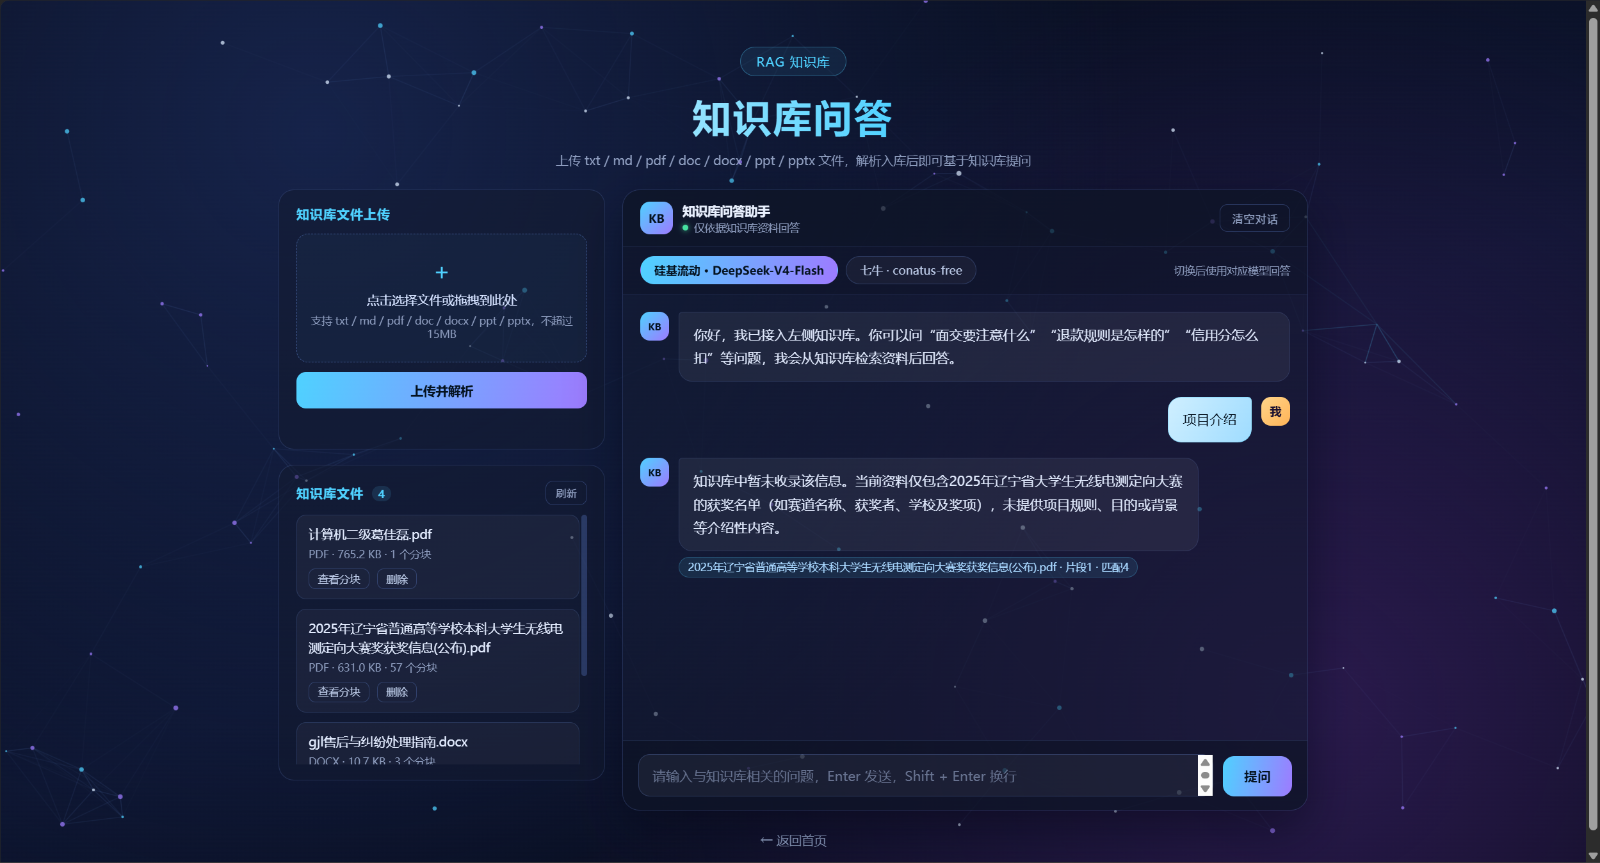 RAG 知识库
知识库问答
上传 txt / md / pdf / doc / docx / ppt / pptx 文件，解析入库后即可基于知识库提问
知识库文件上传
+
点击选择文件或拖拽到此处
支持 txt / md / pdf / doc / docx / ppt / pptx，不超过
15MB
上传并解析
知识库文件 4
刷新
计算机二级葛佳磊.pdf
PDF · 765.2 KB · 1 个分块
查看分块 删除
2025年辽宁省普通高等学校本科大学生无线电
测定向大赛奖获奖信息(公布).pdf
PDF · 631.0 KB · 57 个分块
查看分块 删除
gjl售后与纠纷处理指南.docx
DOCX · 10.7 KB · 3 个分块
KB
知识库问答助手
仅依据知识库资料回答
清空对话
硅基流动 · DeepSeek-V4-Flash
七牛 · conatus-free
切换后使用对应模型回答
KB
你好，我已接入左侧知识库。你可以问“面交要注意什么”“退款规则是怎样的”“信用分怎么
扣”等问题，我会从知识库检索资料后回答。
项目介绍
我
KB
知识库中暂未收录该信息。当前资料仅包含2025年辽宁省大学生无线电测定向大赛
的获奖名单（如赛道名称、获奖者、学校及奖项），未提供项目规则、目的或背景
等介绍性内容。
2025年辽宁省普通高等学校本科大学生无线电测定向大赛奖获奖信息(公布).pdf · 片段1 · 匹配4
请输入与知识库相关的问题，Enter 发送，Shift + Enter 换行
提问
← 返回首页